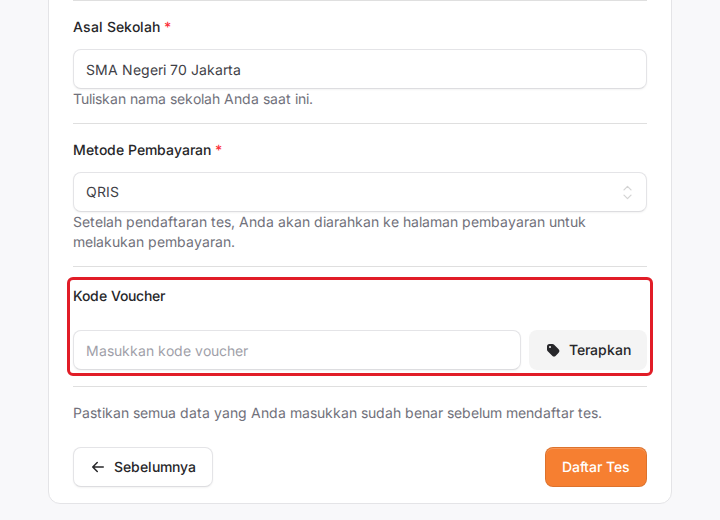 Asal Sekolah *
SMA Negeri 70 Jakarta
Tuliskan nama sekolah Anda saat ini.
Metode Pembayaran *
QRIS
Setelah pendaftaran tes, Anda akan diarahkan ke halaman pembayaran untuk
melakukan pembayaran.
Kode Voucher
Masukkan kode voucher
Terapkan
Pastikan semua data yang Anda masukkan sudah benar sebelum mendaftar tes.
Sebelumnya
Daftar Tes